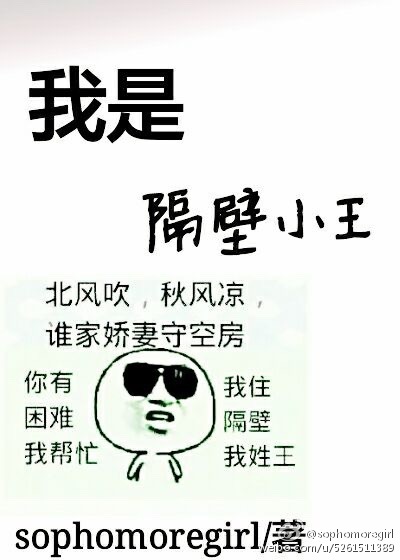 我是
隔壁小王
北风吹，秋风凉，
谁家娇妻守空房
你有
困难
我帮忙
我住
隔壁
我姓王
sophomoregirl/著
@sophomoregirl
weibo.com/u/5261511389